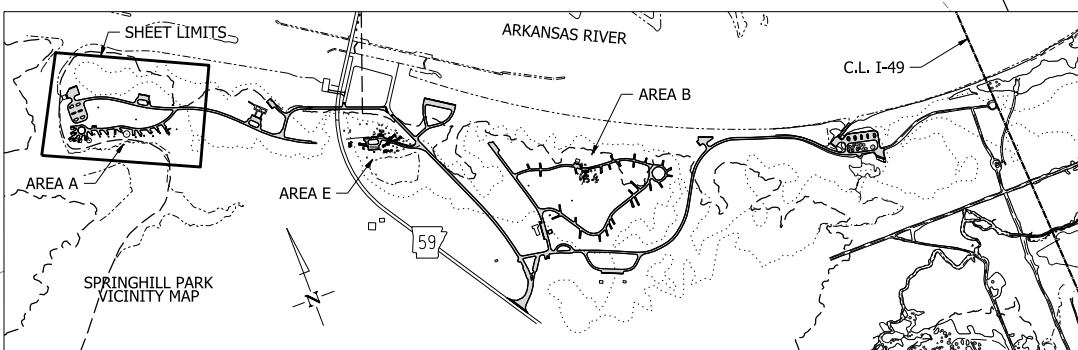 SHEET LIMITS
ARKANSAS RIVER
C.L. I-49
AREA B
AREA A
AREA E
59
SPRINGHILL PARK
VICINITY MAP
N